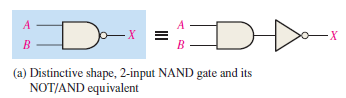 A
B
X
≡
A
B
X
(a) Distinctive shape, 2-input NAND gate and its
NOT/AND equivalent